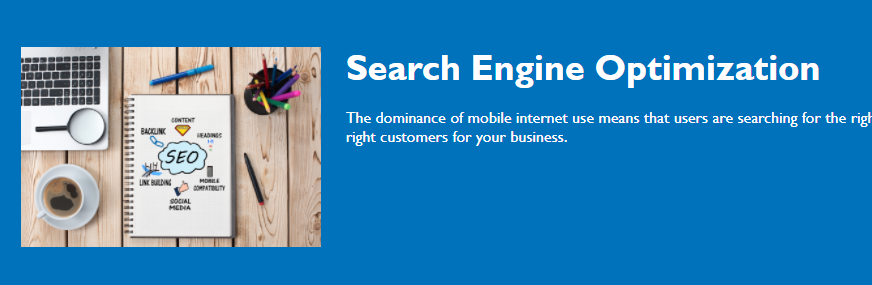 Search Engine Optimization
The dominance of mobile internet use means that users are searching for the righ
right customers for your business.
CONTENT
BACKLINK
HEADINGS
SEO
LINK BUILDING
MOBILE
COMPATIBILITY
SOCIAL
MEDIA